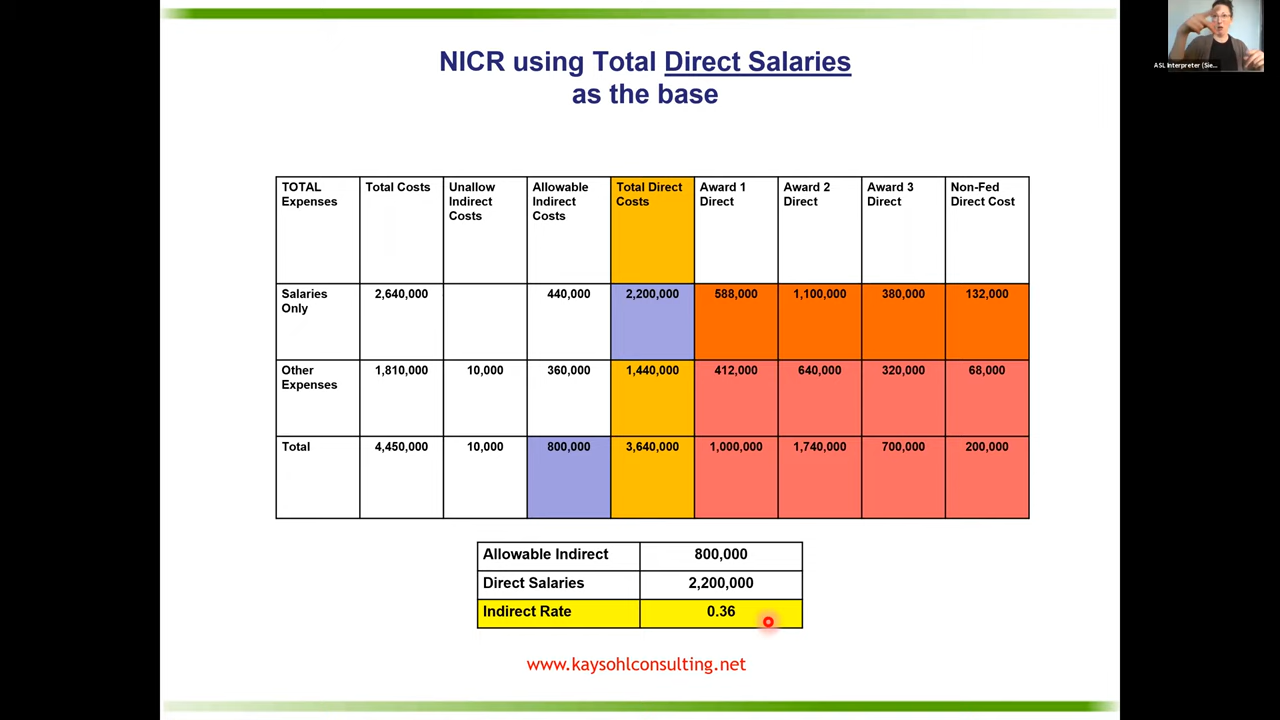 NICR using Total Direct Salaries
as the base
ASL Interpreter (Sie...
TOTAL Expenses Total Costs Unallow Indirect Costs Allowable Indirect Costs Total Direct Costs Award 1 Direct Award 2 Direct Award 3 Direct Non-Fed Direct Cost
Salaries Only 2,640,000 440,000 2,200,000 588,000 1,100,000 380,000 132,000
Other Expenses 1,810,000 10,000 360,000 1,440,000 412,000 640,000 320,000 68,000
Total 4,450,000 10,000 800,000 3,640,000 1,000,000 1,740,000 700,000 200,000
Allowable Indirect 800,000
Direct Salaries 2,200,000
Indirect Rate 0.36
www.kaysohlconsulting.net